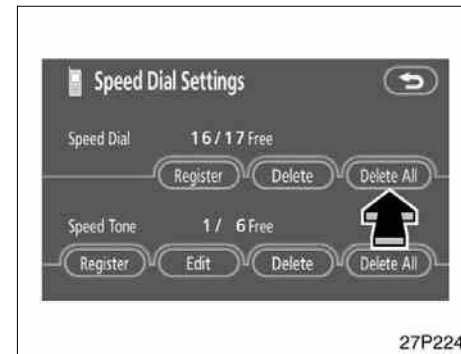 Speed Dial Settings
Speed Dial 16/17 Free
Register Delete Delete All
Speed Tone 1/ 6 Free
Register Edit Delete Delete All
27P224